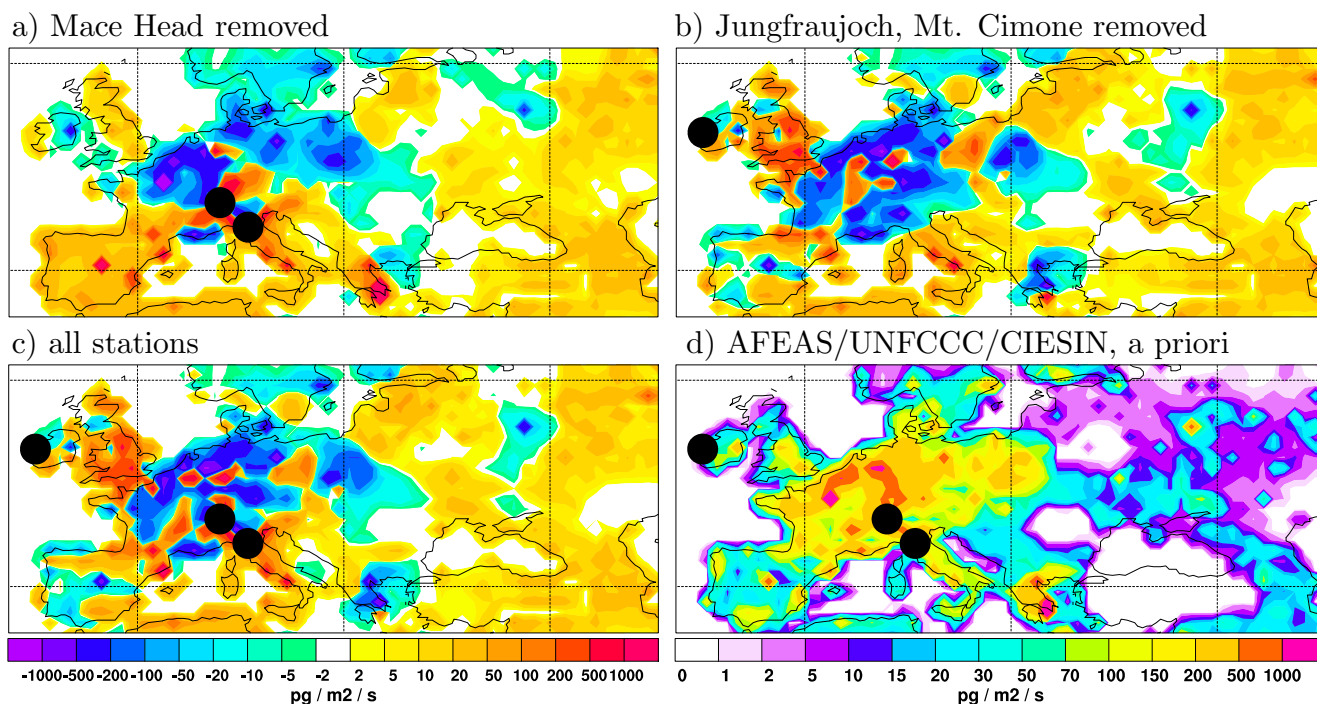 a) Mace Head removed
b) Jungfraujoch, Mt. Cimone removed
c) all stations
d) AFEAS/UNFCCC/CIESIN, a priori
-1000 -500 -200 -100 -50 -20 -10 -5 -2 2 5 10 20 50 100 200 500 1000
pg / m2 / s
0 1 2 5 10 15 20 30 50 70 100 150 200 500 1000
pg / m2 / s